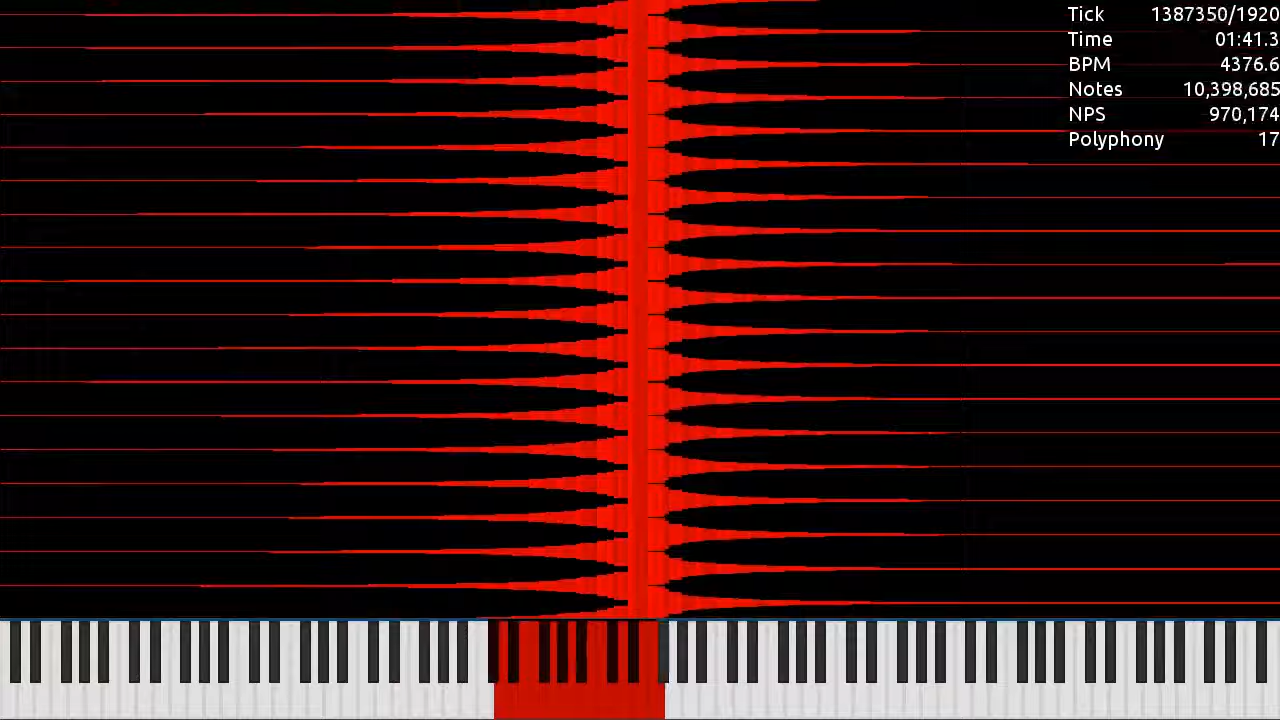 Tick 1387350/1920
Time 01:41.3
BPM 4376.6
Notes 10,398,685
NPS 970,174
Polyphony 17